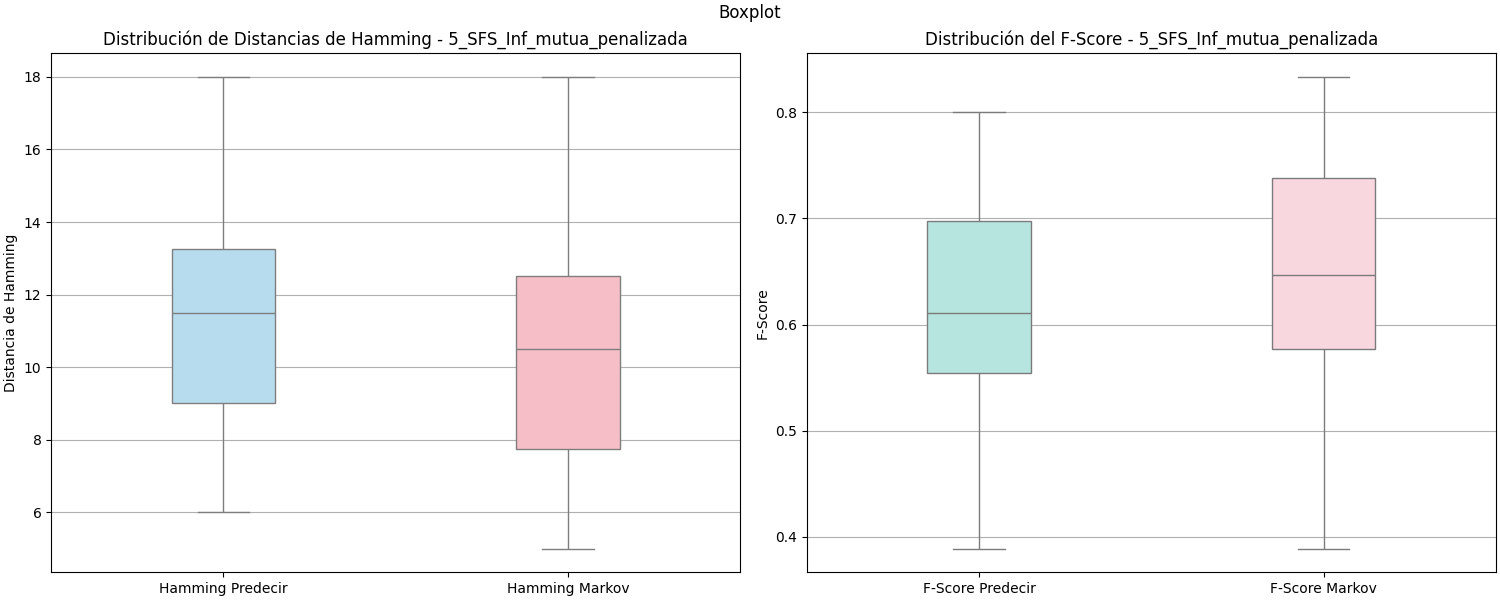 Boxplot
Distribución de Distancias de Hamming - 5_SFS_Inf_mutua_penalizada
Distancia de Hamming
18
16
14
12
10
8
6
Hamming Predecir
Hamming Markov
Distribución del F-Score - 5_SFS_Inf_mutua_penalizada
F-Score
0.8
0.7
0.6
0.5
0.4
F-Score Predecir
F-Score Markov